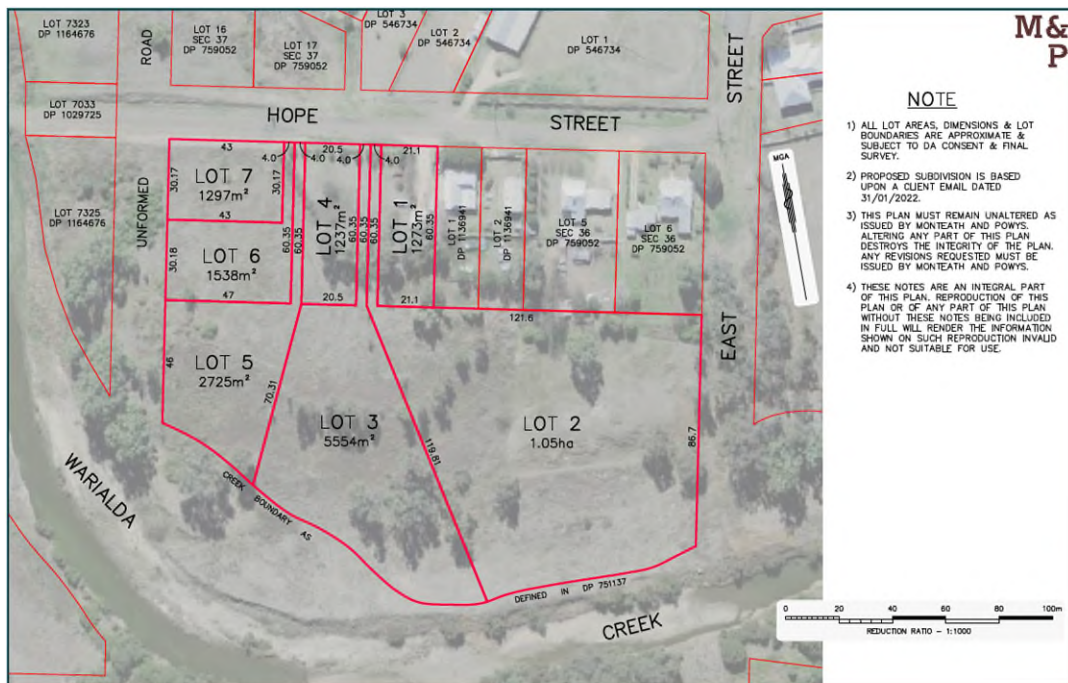 LOT 7323
DP 1164676
ROAD
LOT 16
SEC 37
DP 759052
LOT 17
SEC 37
DP 759052
LOT 3
DP 546734
LOT 2
DP 546734
LOT 1
DP 546734
STREET
M&
P
LOT 7033
DP 1029725
HOPE
STREET
NOTE
1) ALL LOT AREAS, DIMENSIONS & LOT
BOUNDARIES ARE APPROXIMATE &
SUBJECT TO DA CONSENT & FINAL
SURVEY.
2) PROPOSED SUBDIVISION IS BASED
UPON A CLIENT EMAIL DATED
31/01/2022.
3) THIS PLAN MUST REMAIN UNALTERED AS
ISSUED BY MONTEATH AND POWYS.
ALTERING ANY PART OF THIS PLAN
DESTROYS THE INTEGRITY OF THE PLAN.
ANY REVISIONS REQUESTED MUST BE
ISSUED BY MONTEATH AND POWYS.
4) THESE NOTES ARE AN INTEGRAL PART
OF THIS PLAN. REPRODUCTION OF THIS
PLAN OR OF ANY PART OF THIS PLAN
WITHOUT THESE NOTES BEING INCLUDED
IN FULL WILL RENDER THE INFORMATION
SHOWN ON SUCH REPRODUCTION INVALID
AND NOT SUITABLE FOR USE.
MGA
43
4.0
4.0
20.5
4.0
4.0
21.1
30.17
LOT 7
1297m²
30.17
43
LOT 7325
DP 1164676
UNFORMED
30.18
LOT 6
1538m²
47
60.35
60.35
LOT 4
1237m²
60.35
60.35
60.35
LOT 1
1273m²
60.35
20.5
21.1
LOT 1
DP 1136941
LOT 2
DP 1136941
LOT 5
SEC 36
DP 759052
LOT 6
SEC 36
DP 759052
121.6
EAST
46
LOT 5
2725m²
70.31
LOT 3
5554m²
119.81
LOT 2
1.05ha
86.7
WARIALDA
CREEK BOUNDARY AS
DEFINED IN DP 751137
CREEK
0 20 40 60 80 100m
REDUCTION RATIO - 1:1000